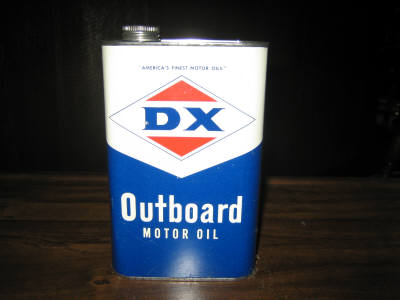 "AMERICA'S FINEST MOTOR OILS"
DX
Outboard
MOTOR OIL